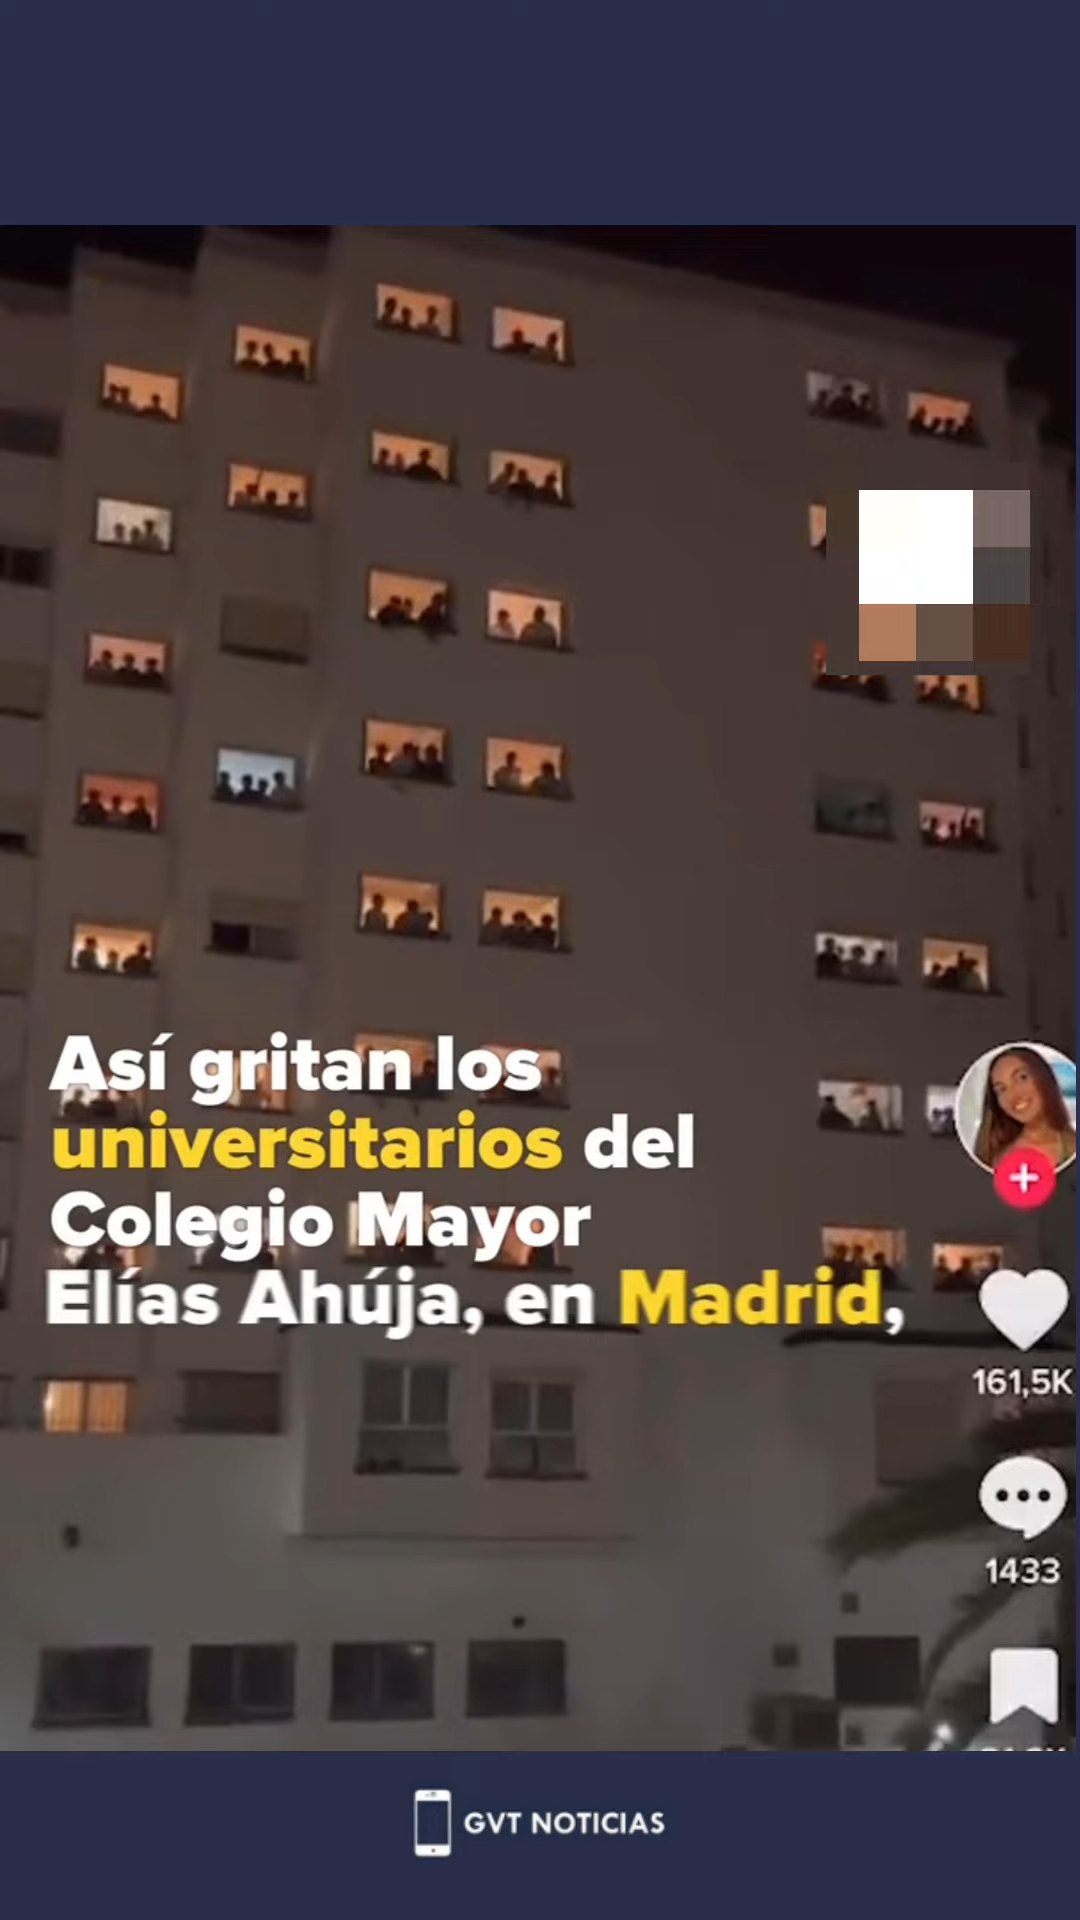 Así gritan los
universitarios del
Colegio Mayor
Elías Ahúja, en Madrid,
161,5K
1433
GVT NOTICIAS